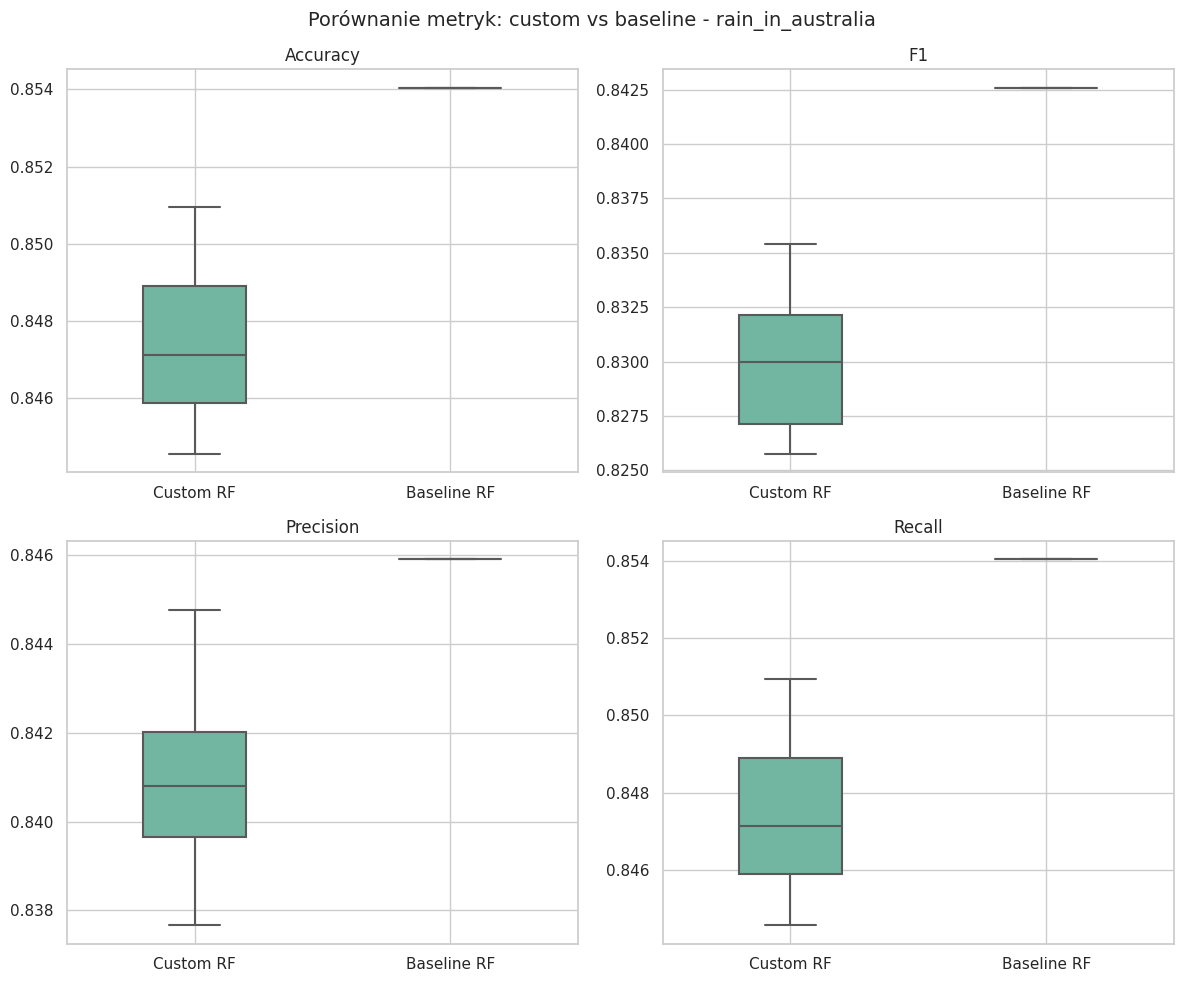 Porównanie metryk: custom vs baseline - rain_in_australia
Accuracy
0.854
0.852
0.850
0.848
0.846
Custom RF
Baseline RF
F1
0.8425
0.8400
0.8375
0.8350
0.8325
0.8300
0.8275
0.8250
Custom RF
Baseline RF
Precision
0.846
0.844
0.842
0.840
0.838
Custom RF
Baseline RF
Recall
0.854
0.852
0.850
0.848
0.846
Custom RF
Baseline RF